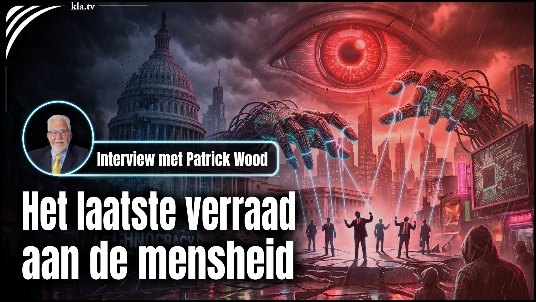 kla.tv
Interview met Patrick Wood
Het laatste verraad
aan de mensheid